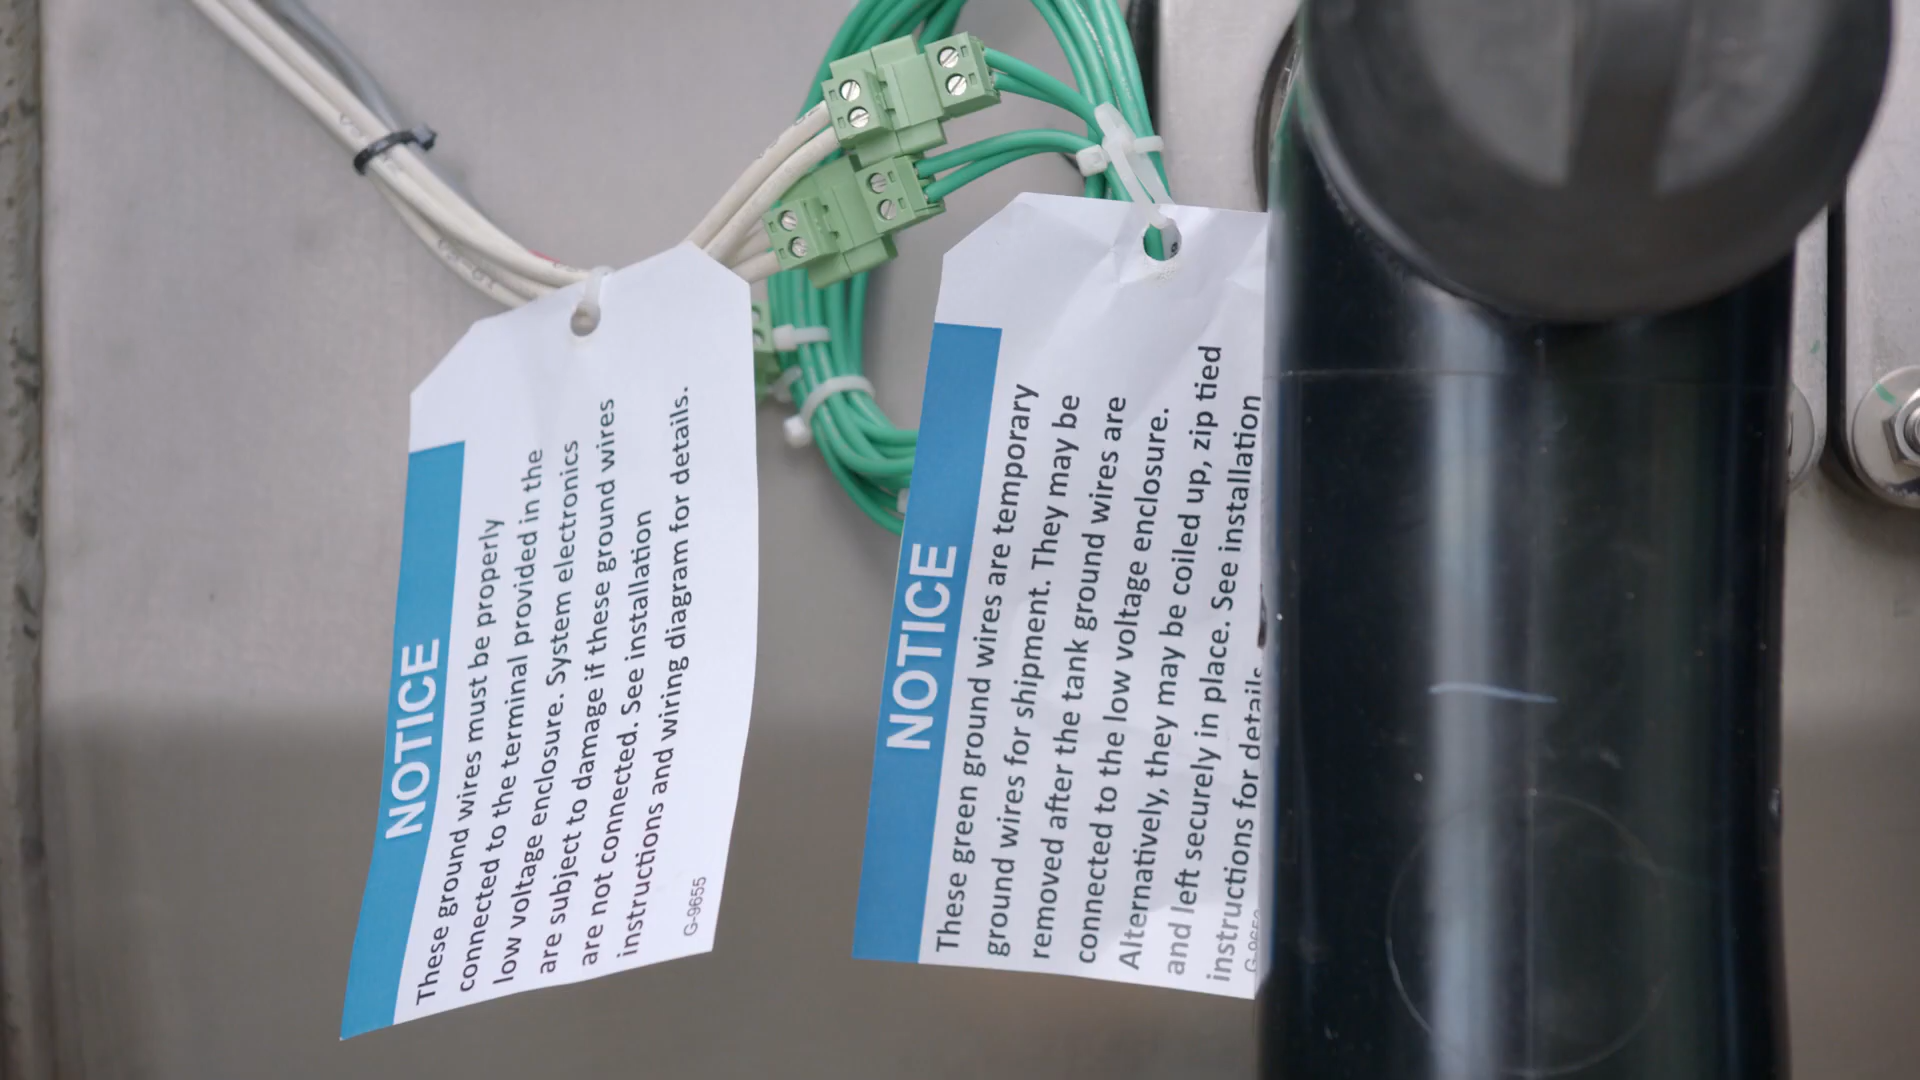 NOTICE
These ground wires must be properly
connected to the terminal provided in the
low voltage enclosure. System electronics
are subject to damage if these ground wires
are not connected. See installation
instructions and wiring diagram for details.
G-9655
NOTICE
These green ground wires are temporary
ground wires for shipment. They may be
removed after the tank ground wires are
connected to the low voltage enclosure.
Alternatively, they may be coiled up, zip tied
and left securely in place. See installation
instructions for details